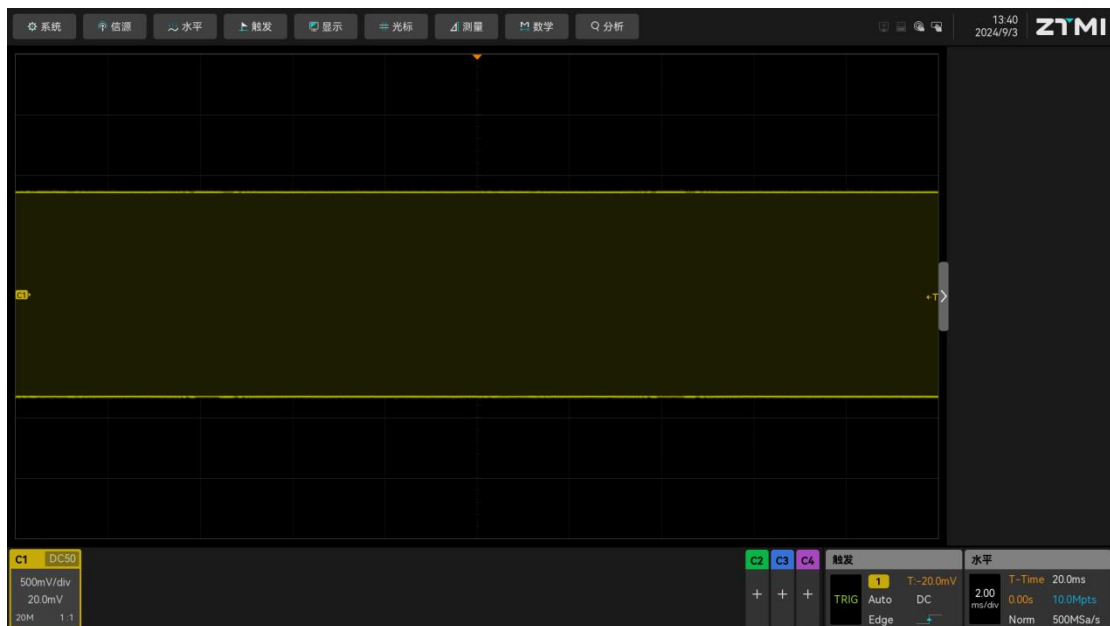 系统 信源 水平 触发 显示 光标 测量 数学 分析 13:40 2024/9/3 ZTMI
C1
T
C1 DC50
500mV/div
20.0mV
20M 1:1
C2 C3 C4
+ + +
触发
1 T:-20.0mV
TRIG Auto DC
Edge
水平
T-Time 20.0ms
2.00 ms/div 0.00s 10.0Mpts
Norm 500MSa/s